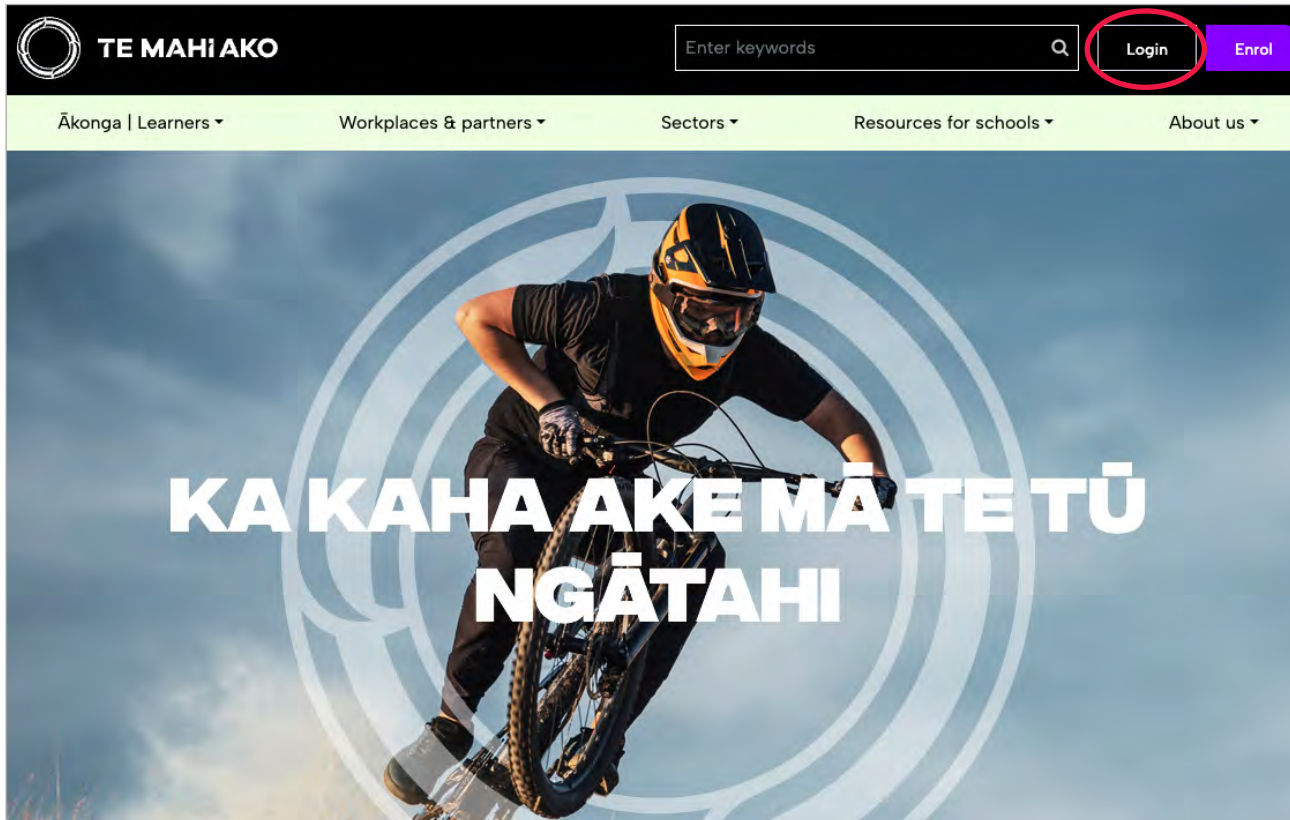 TE MAHI AKO
Enter keywords
Login
Enrol
Ākonga | Learners
Workplaces & partners
Sectors
Resources for schools
About us
KA KAHA AKE MĀ TE TŪ
NGĀTAHI